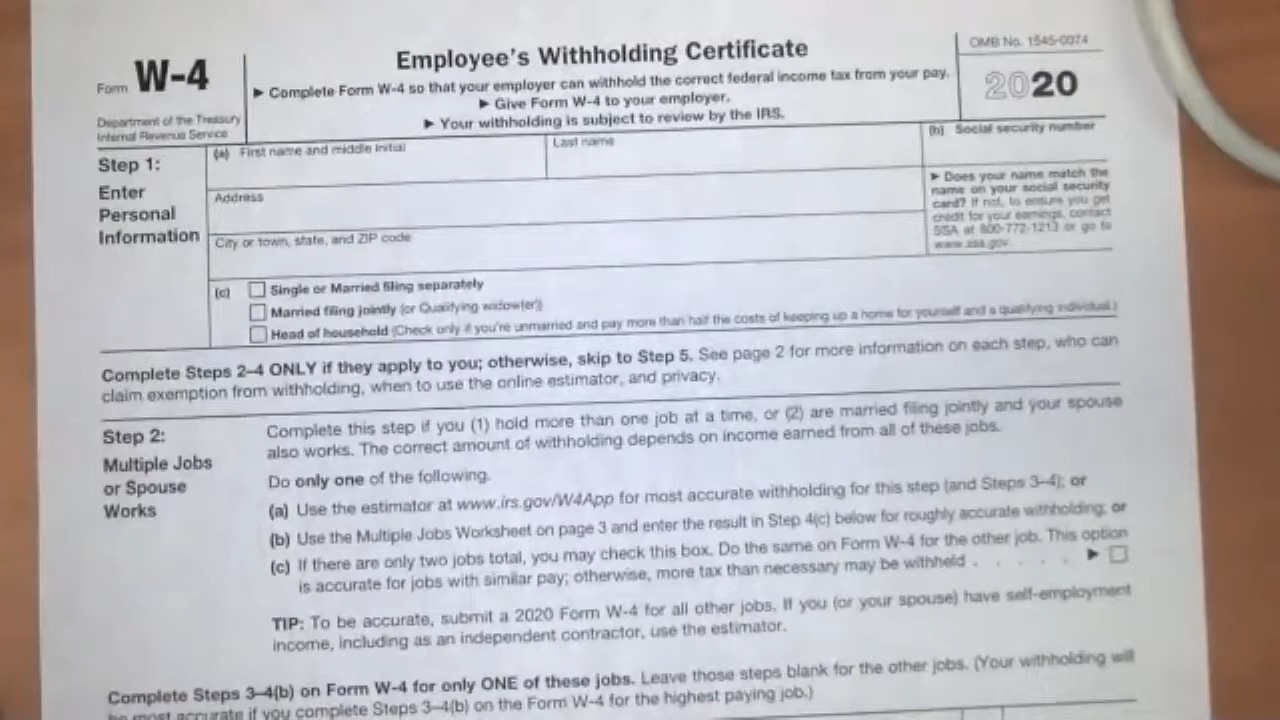 Form W-4
Department of the Treasury
Internal Revenue Service
Employee's Withholding Certificate
▶ Complete Form W-4 so that your employer can withhold the correct federal income tax from your pay.
▶ Give Form W-4 to your employer.
▶ Your withholding is subject to review by the IRS.
OMB No. 1545-0074
2020
Step 1:
Enter
Personal
Information
(a) First name and middle initial
Last name
(b) Social security number
Address
City or town, state, and ZIP code
▶ Does your name match the
name on your social security
card? If not, to ensure you get
credit for your earnings, contact
SSA at 800-772-1213 or go to
www.ssa.gov.
(c)
Single or Married filing separately
Married filing jointly (or Qualifying widow(er))
Head of household (Check only if you're unmarried and pay more than half the costs of keeping up a home for yourself and a qualifying individual.)
Complete Steps 2–4 ONLY if they apply to you; otherwise, skip to Step 5. See page 2 for more information on each step, who can
claim exemption from withholding, when to use the online estimator, and privacy.
Step 2:
Multiple Jobs
or Spouse
Works
Complete this step if you (1) hold more than one job at a time, or (2) are married filing jointly and your spouse
also works. The correct amount of withholding depends on income earned from all of these jobs.
Do only one of the following.
(a) Use the estimator at www.irs.gov/W4App for most accurate withholding for this step (and Steps 3–4); or
(b) Use the Multiple Jobs Worksheet on page 3 and enter the result in Step 4(c) below for roughly accurate withholding; or
(c) If there are only two jobs total, you may check this box. Do the same on Form W-4 for the other job. This option
is accurate for jobs with similar pay; otherwise, more tax than necessary may be withheld . . . . . ▶
TIP: To be accurate, submit a 2020 Form W-4 for all other jobs. If you (or your spouse) have self-employment
income, including as an independent contractor, use the estimator.
Complete Steps 3–4(b) on Form W-4 for only ONE of these jobs. Leave those steps blank for the other jobs. (Your withholding will
be most accurate if you complete Steps 3–4(b) on the Form W-4 for the highest paying job.)